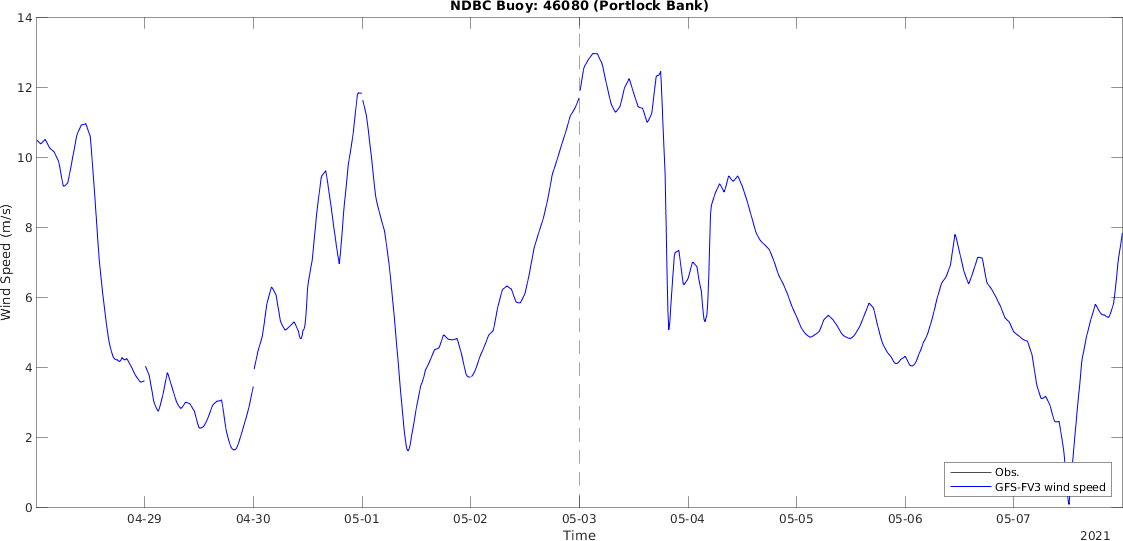 NDBC Buoy: 46080 (Portlock Bank)
14
12
10
8
6
4
2
0
Wind Speed (m/s)
04-29 04-30 05-01 05-02 05-03 05-04 05-05 05-06 05-07
Time
2021
Obs.
GFS-FV3 wind speed